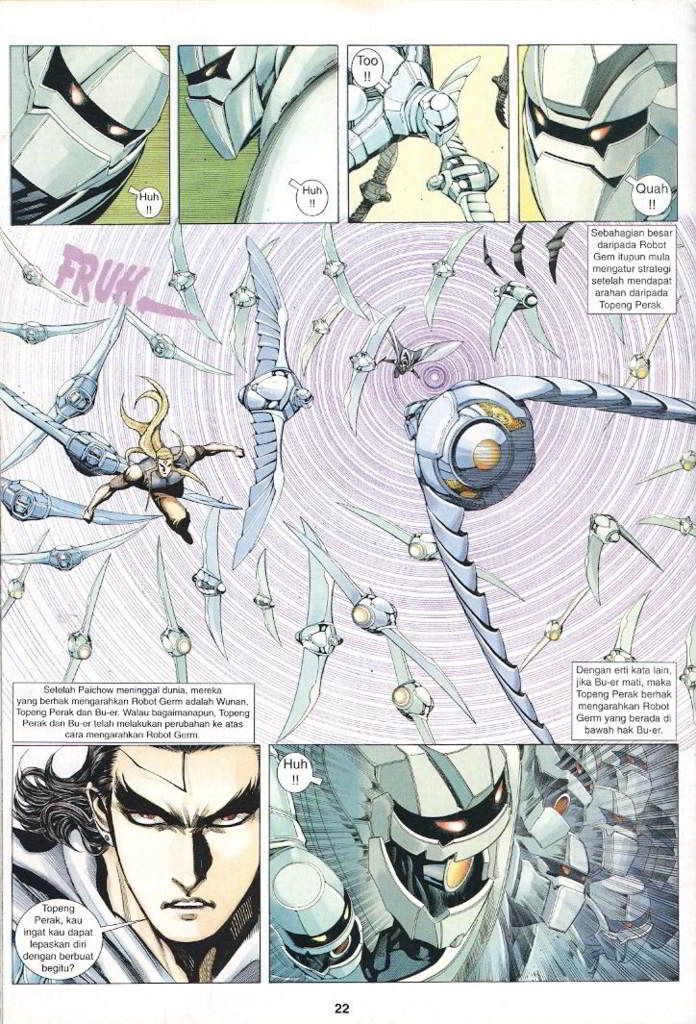 Huh
!!
Huh
!!
Too
!!
Quah
!!
Sebahagian besar
daripada Robot
Germ itupun mula
mengatur strategi
setelah mendapat
arahan daripada
Topeng Perak.
FRUH
Setelah Paichow meninggal dunia, mereka
yang berhak mengarahkan Robot Germ adalah Wunan,
Topeng Perak dan Bu-er. Walau bagaimanapun, Topeng
Perak dan Bu-er telah melakukan perubahan ke atas
cara mengarahkan Robot Germ.
Dengan erti kata lain,
jika Bu-er mati, maka
Topeng Perak berhak
mengarahkan Robot
Germ yang berada di
bawah hak Bu-er.
Topeng
Perak, kau
ingat kau dapat
lepaskan diri
dengan berbuat
begitu?
Huh
!!
22